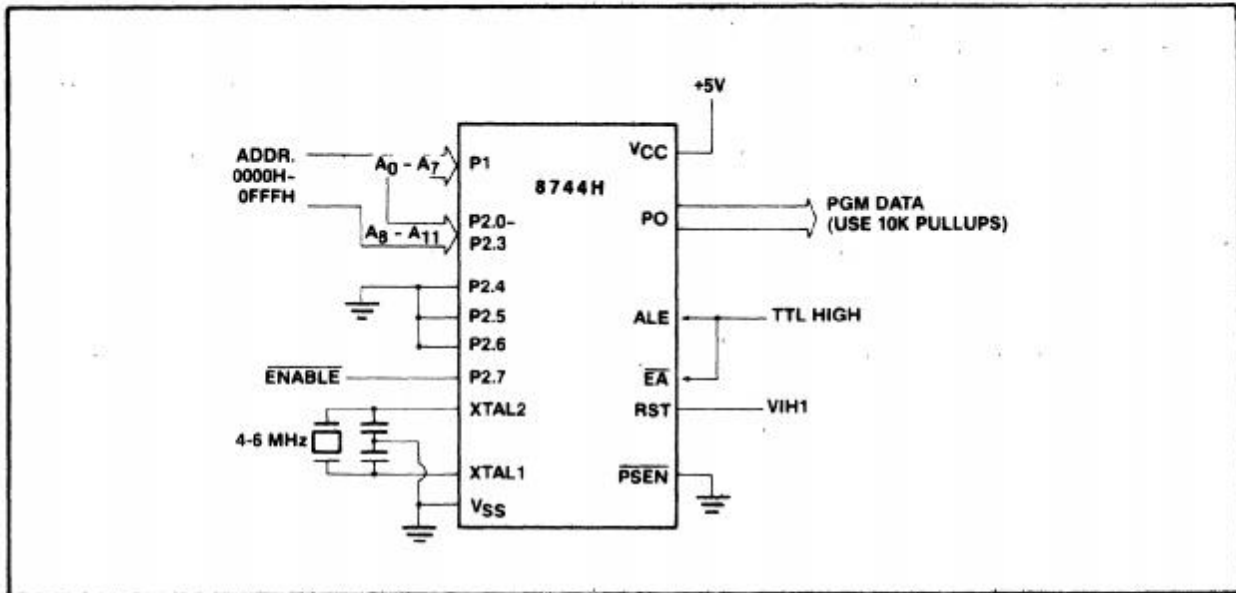 +5V
ADDR.
0000H-
0FFFH
A0 - A7
P1
VCC
8744H
PO
PGM DATA
(USE 10K PULLUPS)
A8 - A11
P2.0-
P2.3
P2.4
P2.5
P2.6
ALE
TTL HIGH
ENABLE
P2.7
EA
XTAL2
RST
VIH1
4-6 MHz
XTAL1
PSEN
VSS